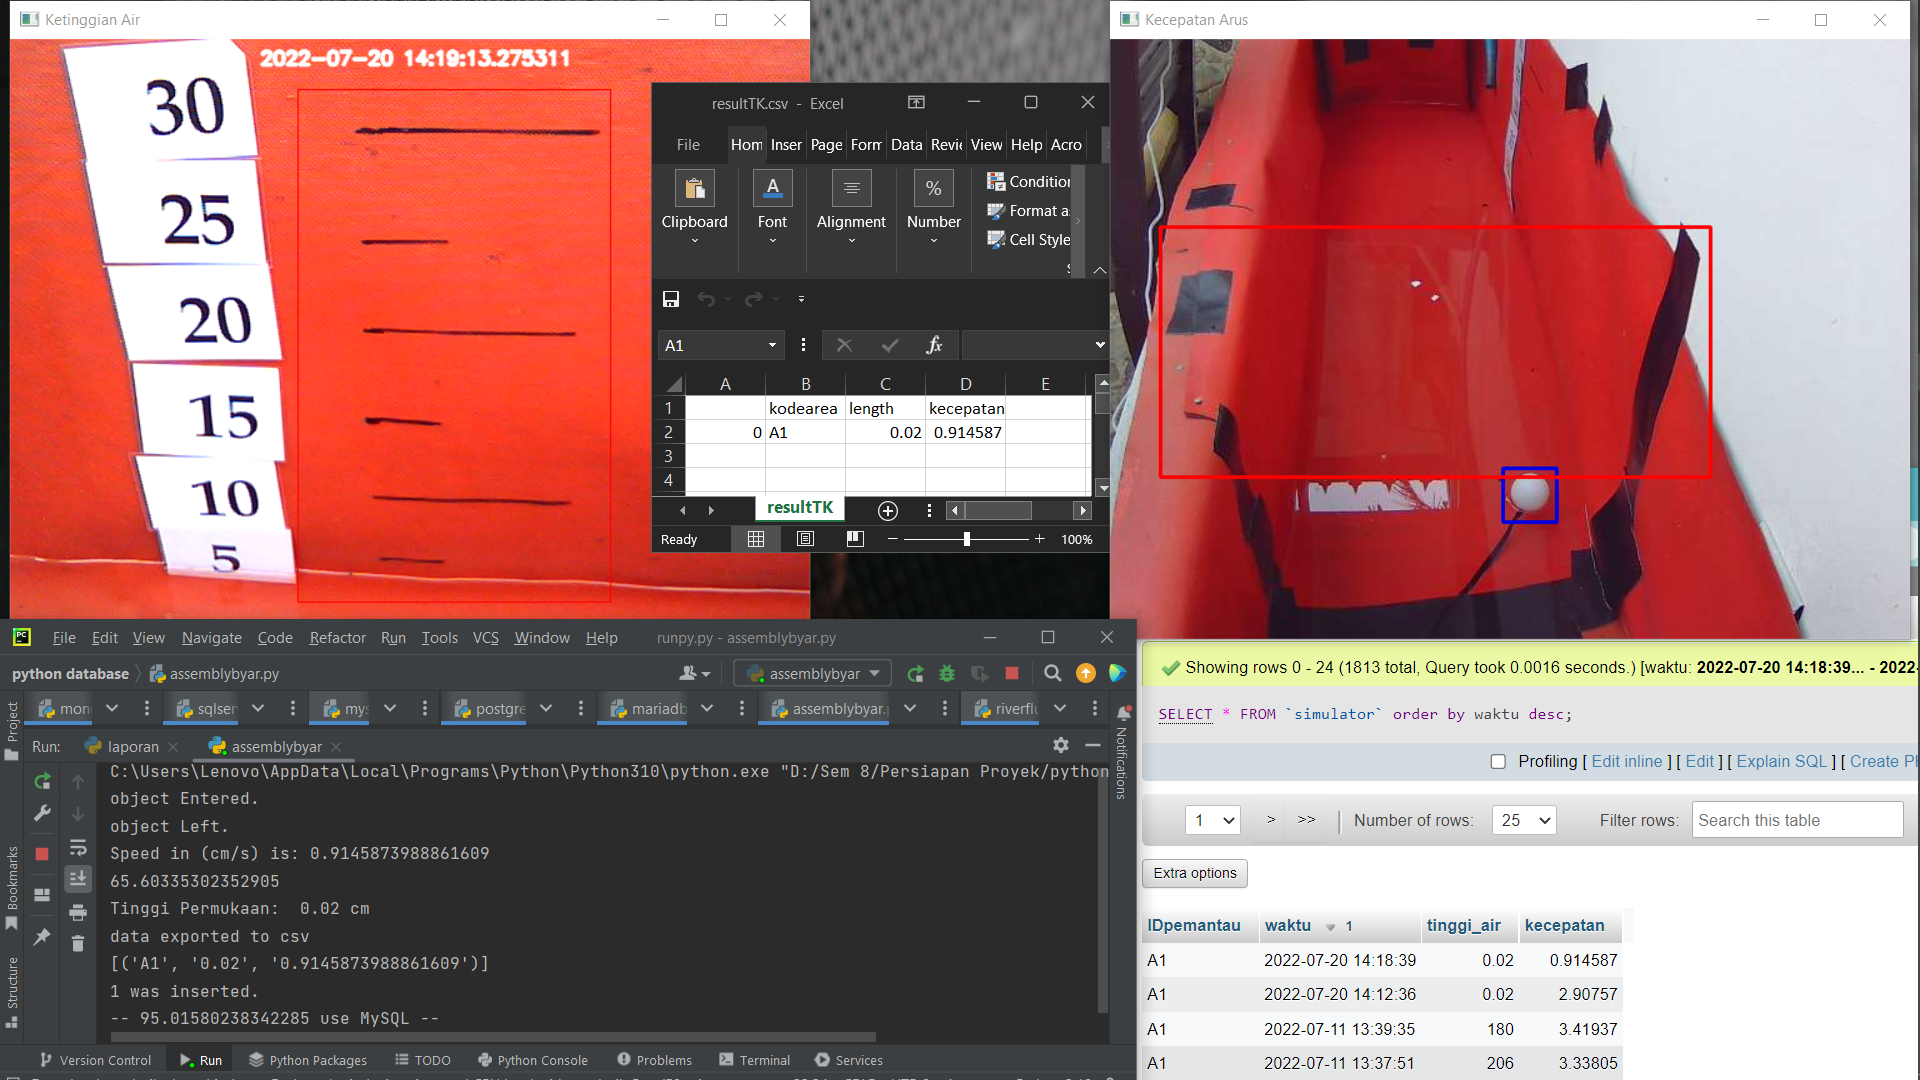 Ketinggian Air
2022-07-20 14:19:13.275311
30
25
20
15
10
5
resultTK.csv - Excel
File Hom Inser Page Form Data Revi View Help Acro
Clipboard Font Alignment Number
Condition
Format a
Cell Style
A1
fx
A B C D E
1 kodearea length kecepatan
2 0 A1 0.02 0.914587
3
4
resultTK
Ready 100%
Kecepatan Arus
PC File Edit View Navigate Code Refactor Run Tools VCS Window Help runpy.py - assemblybyar.py
python database assemblybyar.py assemblybyar
mon sqlser mys postgre mariadb assemblybyar. riverflu
Run: laporan assemblybyar
Project
Bookmarks
Structure
Notifications
C:\Users\Lenovo\AppData\Local\Programs\Python\Python310\python.exe "D:/Sem 8/Persiapan Proyek/python
object Entered.
object Left.
Speed in (cm/s) is: 0.9145873988861609
65.60335302352905
Tinggi Permukaan:  0.02 cm
data exported to csv
[('A1', '0.02', '0.9145873988861609')]
1 was inserted.
-- 95.01580238342285 use MySQL --
Version Control Run Python Packages TODO Python Console Problems Terminal Services
Showing rows 0 - 24 (1813 total, Query took 0.0016 seconds.) [waktu: 2022-07-20 14:18:39... - 2022-
SELECT * FROM `simulator` order by waktu desc;
Profiling [ Edit inline ] [ Edit ] [ Explain SQL ] [ Create P
1 > >> Number of rows: 25 Filter rows: Search this table
Extra options
IDpemantau waktu 1 tinggi_air kecepatan
A1 2022-07-20 14:18:39 0.02 0.914587
A1 2022-07-20 14:12:36 0.02 2.90757
A1 2022-07-11 13:39:35 180 3.41937
A1 2022-07-11 13:37:51 206 3.33805